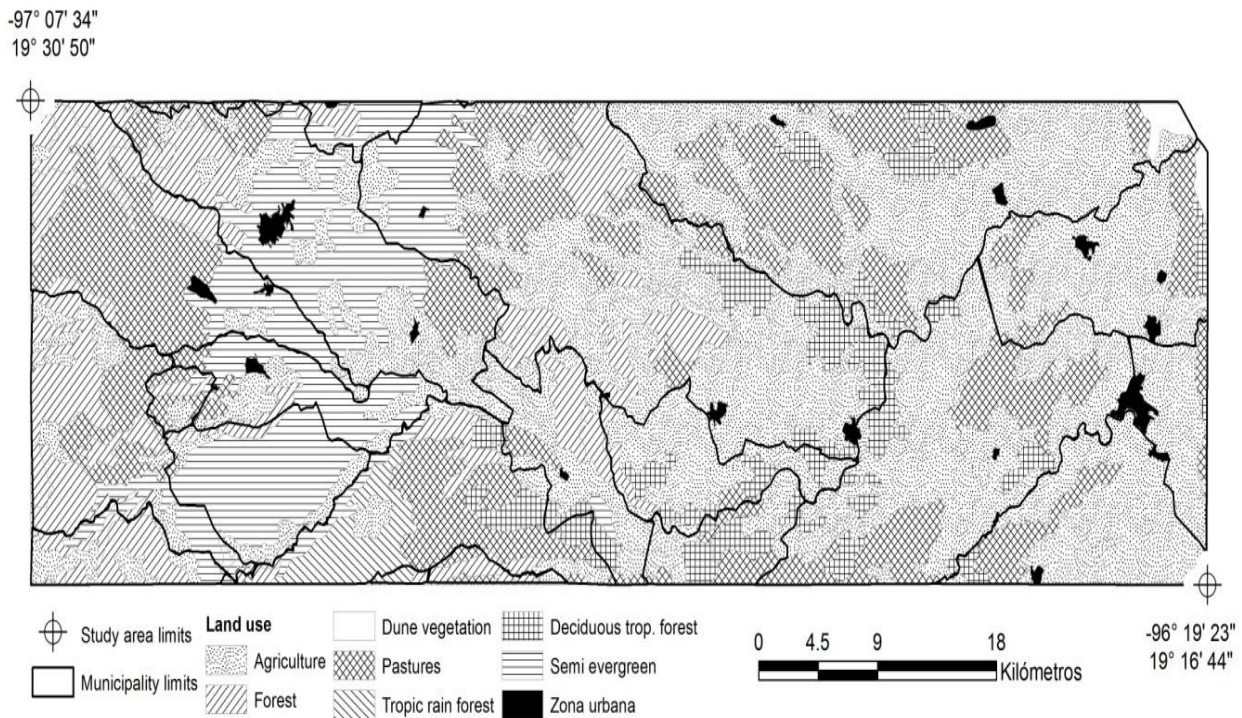 -97° 07' 34"
19° 30' 50"
Study area limits
Municipality limits
Land use
Agriculture
Forest
Dune vegetation
Pastures
Tropic rain forest
Deciduous trop. forest
Semi evergreen
Zona urbana
0 4.5 9 18
Kilómetros
-96° 19' 23"
19° 16' 44"